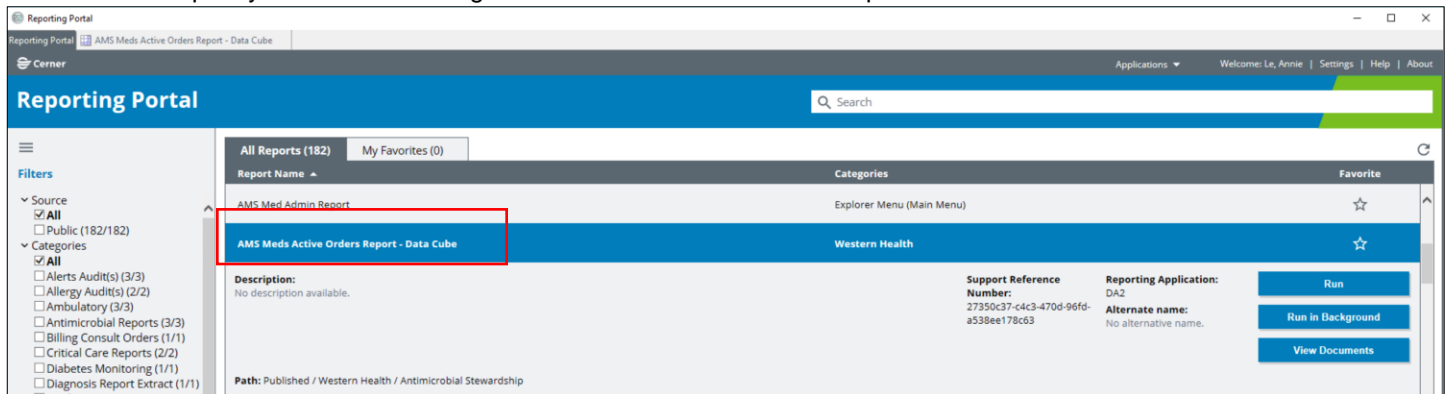 Reporting Portal
Reporting Portal AMS Meds Active Orders Report - Data Cube
Cerner Applications Welcome: Le, Annie | Settings | Help | About
Reporting Portal
Search
All Reports (182) My Favorites (0)
Filters
Report Name Categories Favorite
Source
All
Public (182/182)
Categories
All
Alerts Audit(s) (3/3)
Allergy Audit(s) (2/2)
Ambulatory (3/3)
Antimicrobial Reports (3/3)
Billing Consult Orders (1/1)
Critical Care Reports (2/2)
Diabetes Monitoring (1/1)
Diagnosis Report Extract (1/1)
AMS Med Admin Report Explorer Menu (Main Menu)
AMS Meds Active Orders Report - Data Cube Western Health
Description:
No description available.
Support Reference
Number:
27350c37-c4c3-470d-96fd-
a538ee178c63
Reporting Application:
DA2
Alternate name:
No alternative name.
Run
Run in Background
View Documents
Path: Published / Western Health / Antimicrobial Stewardship